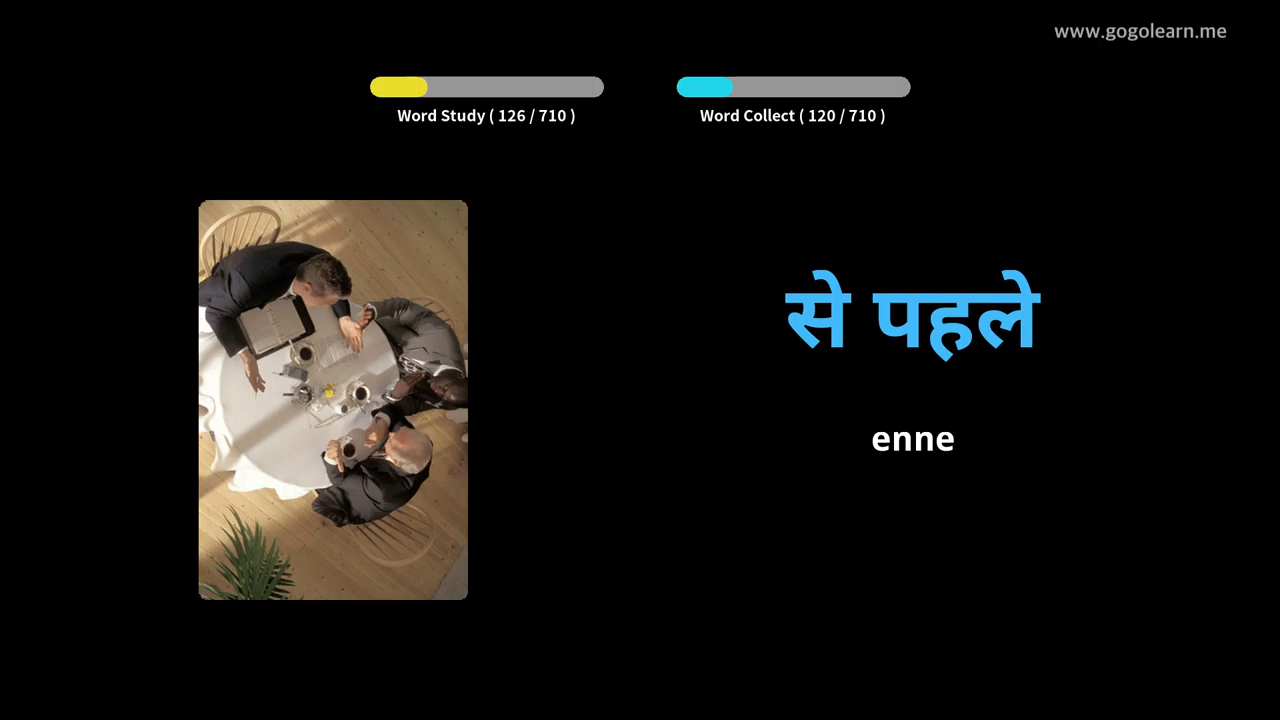 www.gogolearn.me
Word Study ( 126 / 710 )
Word Collect ( 120 / 710 )
से पहले
enne